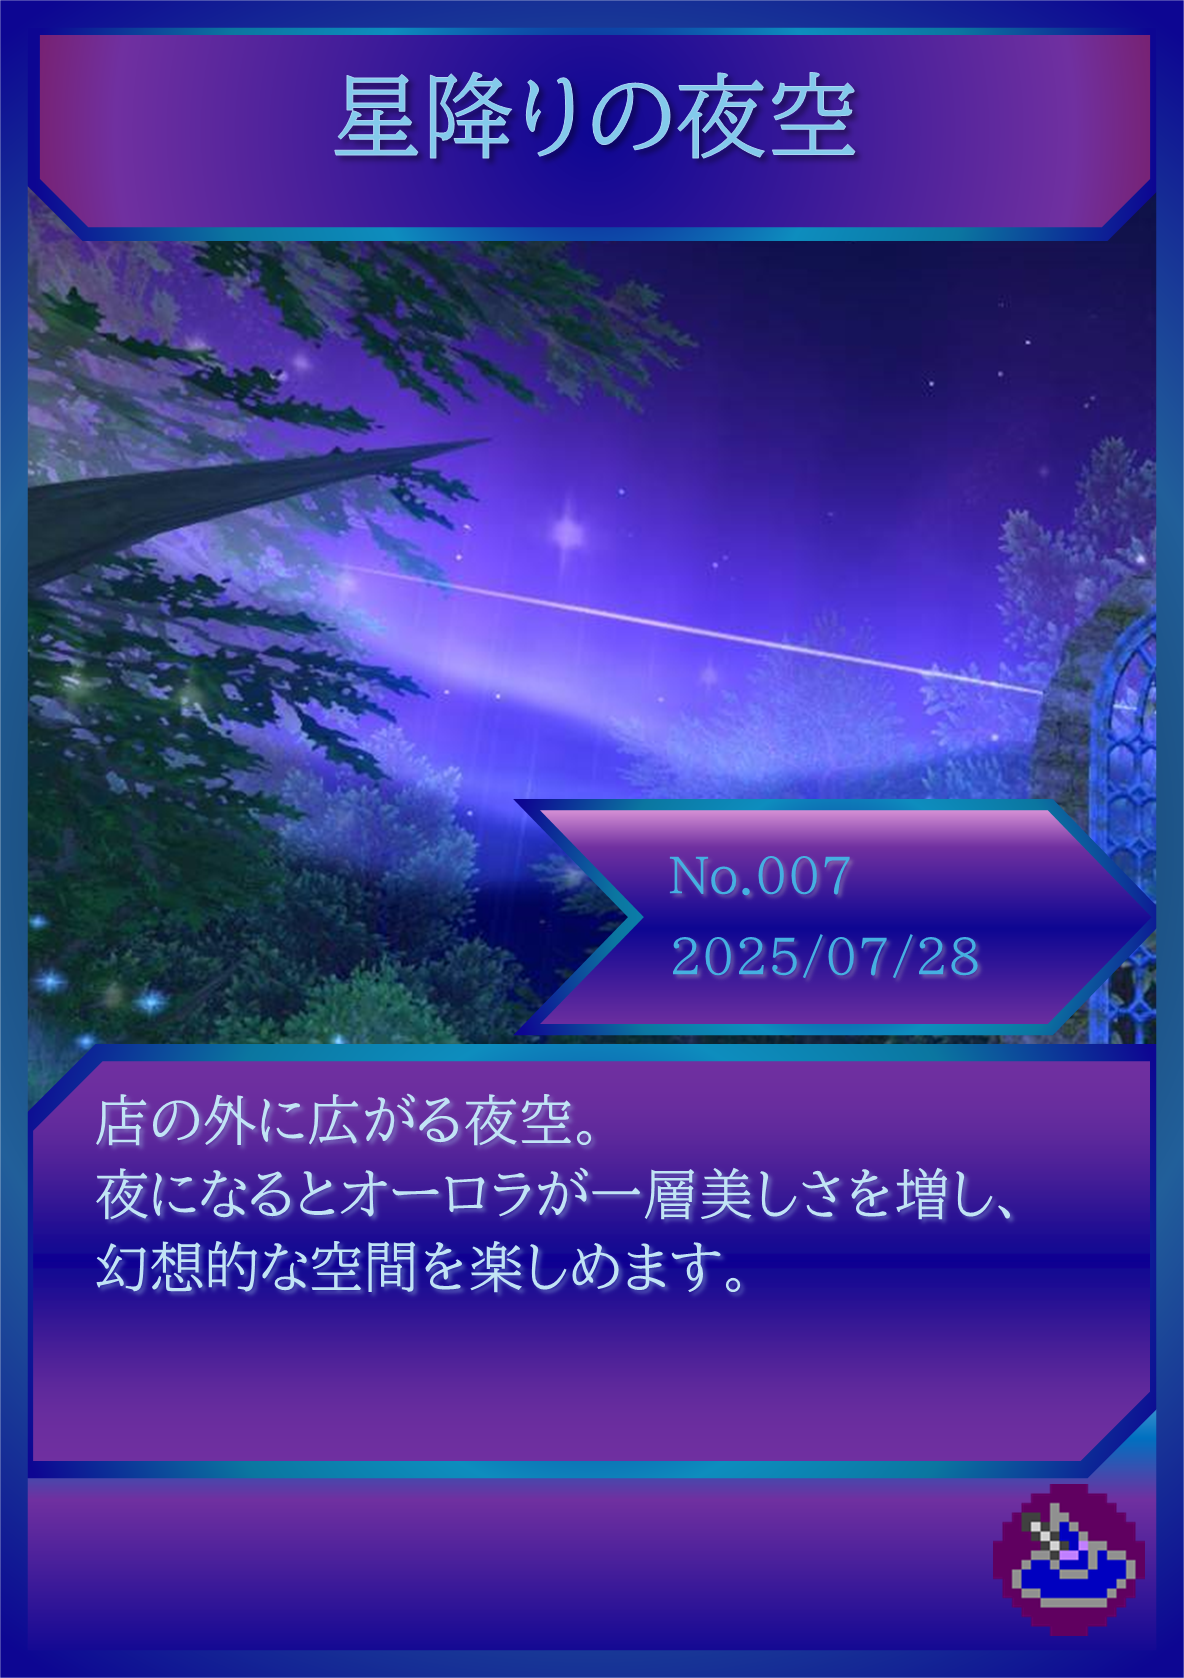 星降りの夜空
No.007
2025/07/28
店の外に広がる夜空。
夜になるとオーロラが一層美しさを増し、
幻想的な空間を楽しめます。